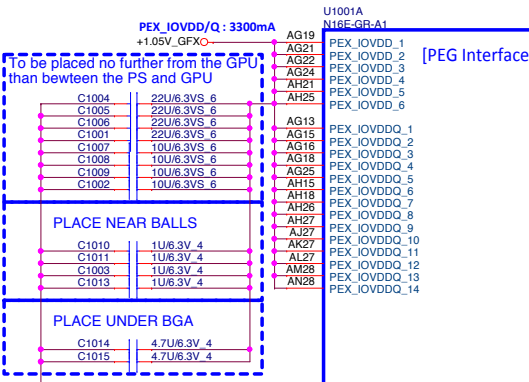 U1001A
PEX_IOVDD/Q : 3300mA
N16E-GR-A1
+1.05V_GFX
[PEG Interface
AG19 PEX_IOVDD_1
AG21 PEX_IOVDD_2
AG22 PEX_IOVDD_3
AG24 PEX_IOVDD_4
AH21 PEX_IOVDD_5
AH25 PEX_IOVDD_6
To be placed no further from the GPU
than bewteen the PS and GPU
C1004 22U/6.3VS_6
C1005 22U/6.3VS_6
C1006 22U/6.3VS_6
C1001 22U/6.3VS_6
C1007 10U/6.3VS_6
C1008 10U/6.3VS_6
C1009 10U/6.3VS_6
C1002 10U/6.3VS_6
AG13 PEX_IOVDDQ_1
AG15 PEX_IOVDDQ_2
AG16 PEX_IOVDDQ_3
AG18 PEX_IOVDDQ_4
AG25 PEX_IOVDDQ_5
AH15 PEX_IOVDDQ_6
AH18 PEX_IOVDDQ_7
AH26 PEX_IOVDDQ_8
AH27 PEX_IOVDDQ_9
AJ27 PEX_IOVDDQ_10
AK27 PEX_IOVDDQ_11
AL27 PEX_IOVDDQ_12
AM28 PEX_IOVDDQ_13
AN28 PEX_IOVDDQ_14
PLACE NEAR BALLS
C1010 1U/6.3V_4
C1011 1U/6.3V_4
C1003 1U/6.3V_4
C1013 1U/6.3V_4
PLACE UNDER BGA
C1014 4.7U/6.3V_4
C1015 4.7U/6.3V_4